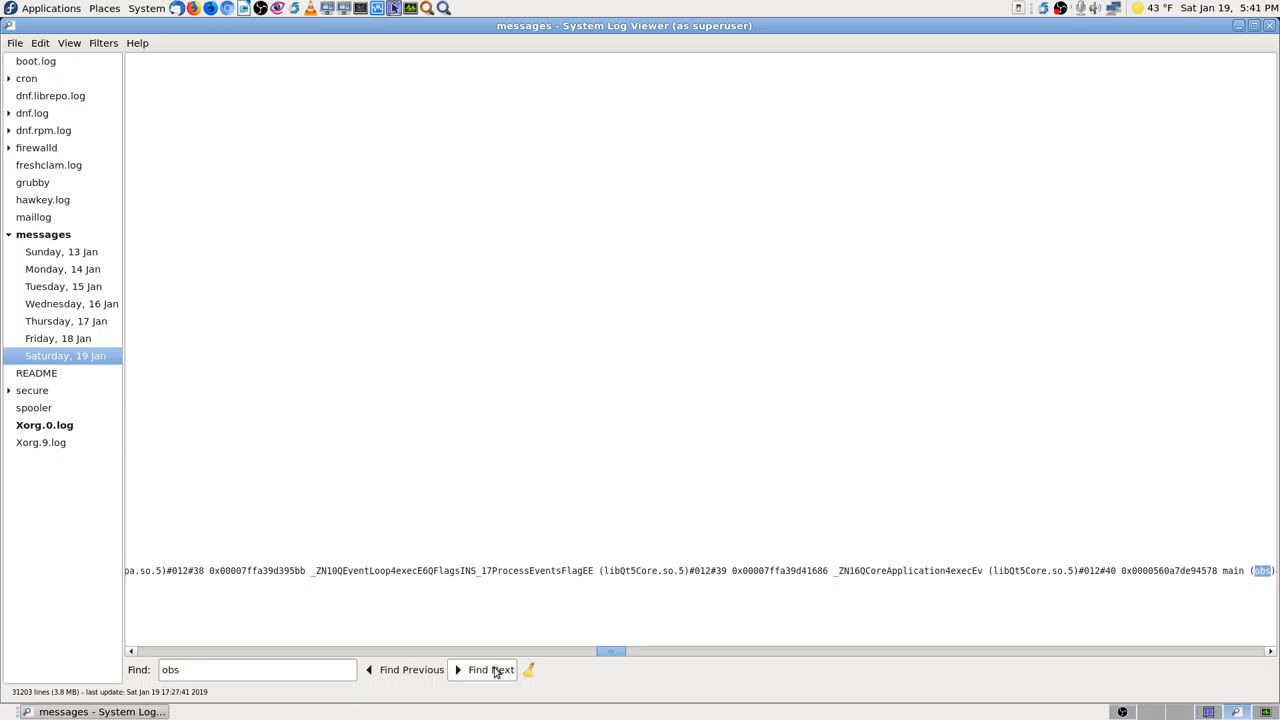 Applications Places System 43 °F Sat Jan 19, 5:41 PM
messages - System Log Viewer (as superuser)
File Edit View Filters Help
boot.log
cron
dnf.librepo.log
dnf.log
dnf.rpm.log
firewalld
freshclam.log
grubby
hawkey.log
maillog
messages
Sunday, 13 Jan
Monday, 14 Jan
Tuesday, 15 Jan
Wednesday, 16 Jan
Thursday, 17 Jan
Friday, 18 Jan
Saturday, 19 Jan
README
secure
spooler
Xorg.0.log
Xorg.9.log
pa.so.5)#012#38 0x00007ffa39d395bb _ZN10QEventLoop4execE6QFlagsINS_17ProcessEventsFlagEE (libQt5Core.so.5)#012#39 0x00007ffa39d41686 _ZN16QCoreApplication4execEv (libQt5Core.so.5)#012#40 0x0000560a7de94578 main (obs)
Find: obs Find Previous Find Next
31203 lines (3.8 MB) - last update: Sat Jan 19 17:27:41 2019
messages - System Log...